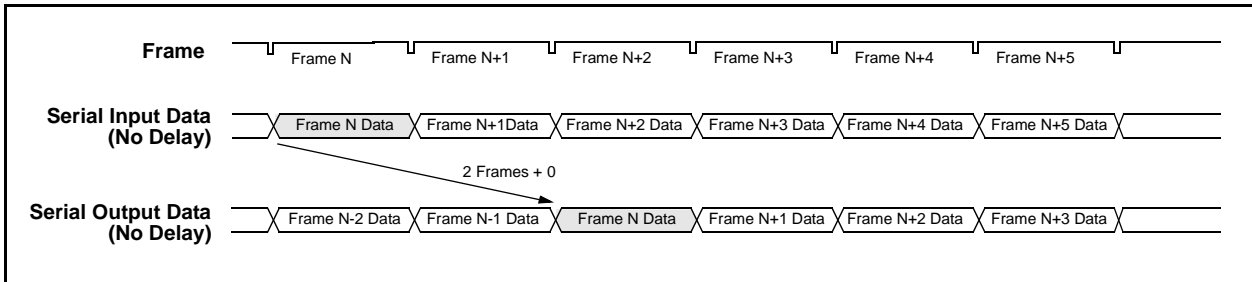 Frame
Frame N Frame N+1 Frame N+2 Frame N+3 Frame N+4 Frame N+5
Serial Input Data
(No Delay)
Frame N Data Frame N+1Data Frame N+2 Data Frame N+3 Data Frame N+4 Data Frame N+5 Data
2 Frames + 0
Serial Output Data
(No Delay)
Frame N-2 Data Frame N-1 Data Frame N Data Frame N+1 Data Frame N+2 Data Frame N+3 Data